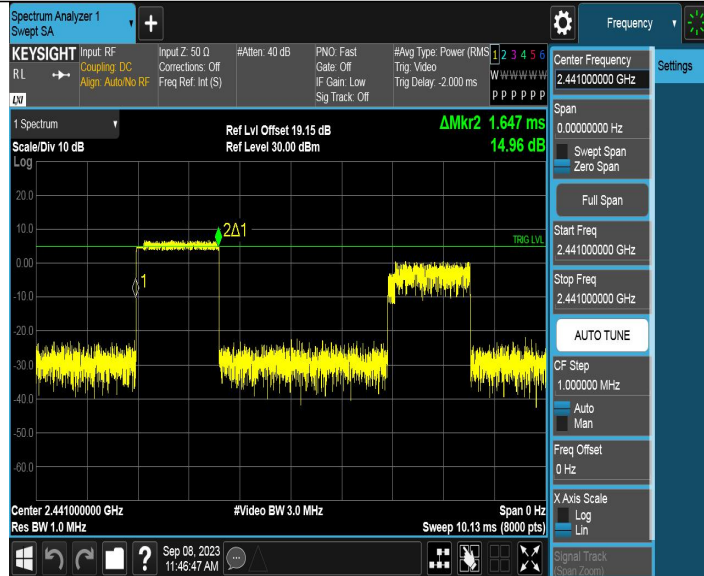 Spectrum Analyzer 1
Swept SA
+
Frequency
KEYSIGHT
RL
LXI
Input: RF
Coupling: DC
Align: Auto/No RF
Input Z: 50 Ω
Corrections: Off
Freq Ref: Int (S)
#Atten: 40 dB
PNO: Fast
Gate: Off
IF Gain: Low
Sig Track: Off
#Avg Type: Power (RMS
Trig: Video
Trig Delay: -2.000 ms
1 2 3 4 5 6
W W W W W W
P P P P P P
Center Frequency
2.441000000 GHz
Settings
Span
0.00000000 Hz
Swept Span
Zero Span
Full Span
Start Freq
2.441000000 GHz
Stop Freq
2.441000000 GHz
AUTO TUNE
CF Step
1.000000 MHz
Auto
Man
Freq Offset
0 Hz
X Axis Scale
Log
Lin
Signal Track
(Span Zoom)
1 Spectrum
Scale/Div 10 dB
Ref Lvl Offset 19.15 dB
Ref Level 30.00 dBm
ΔMkr2 1.647 ms
14.96 dB
Log
20.0
10.0
0.00
-10.0
-20.0
-30.0
-40.0
-50.0
-60.0
2Δ1
1
TRIG LVL
Center 2.441000000 GHz
Res BW 1.0 MHz
#Video BW 3.0 MHz
Span 0 Hz
Sweep 10.13 ms (8000 pts)
?
Sep 08, 2023
11:46:47 AM